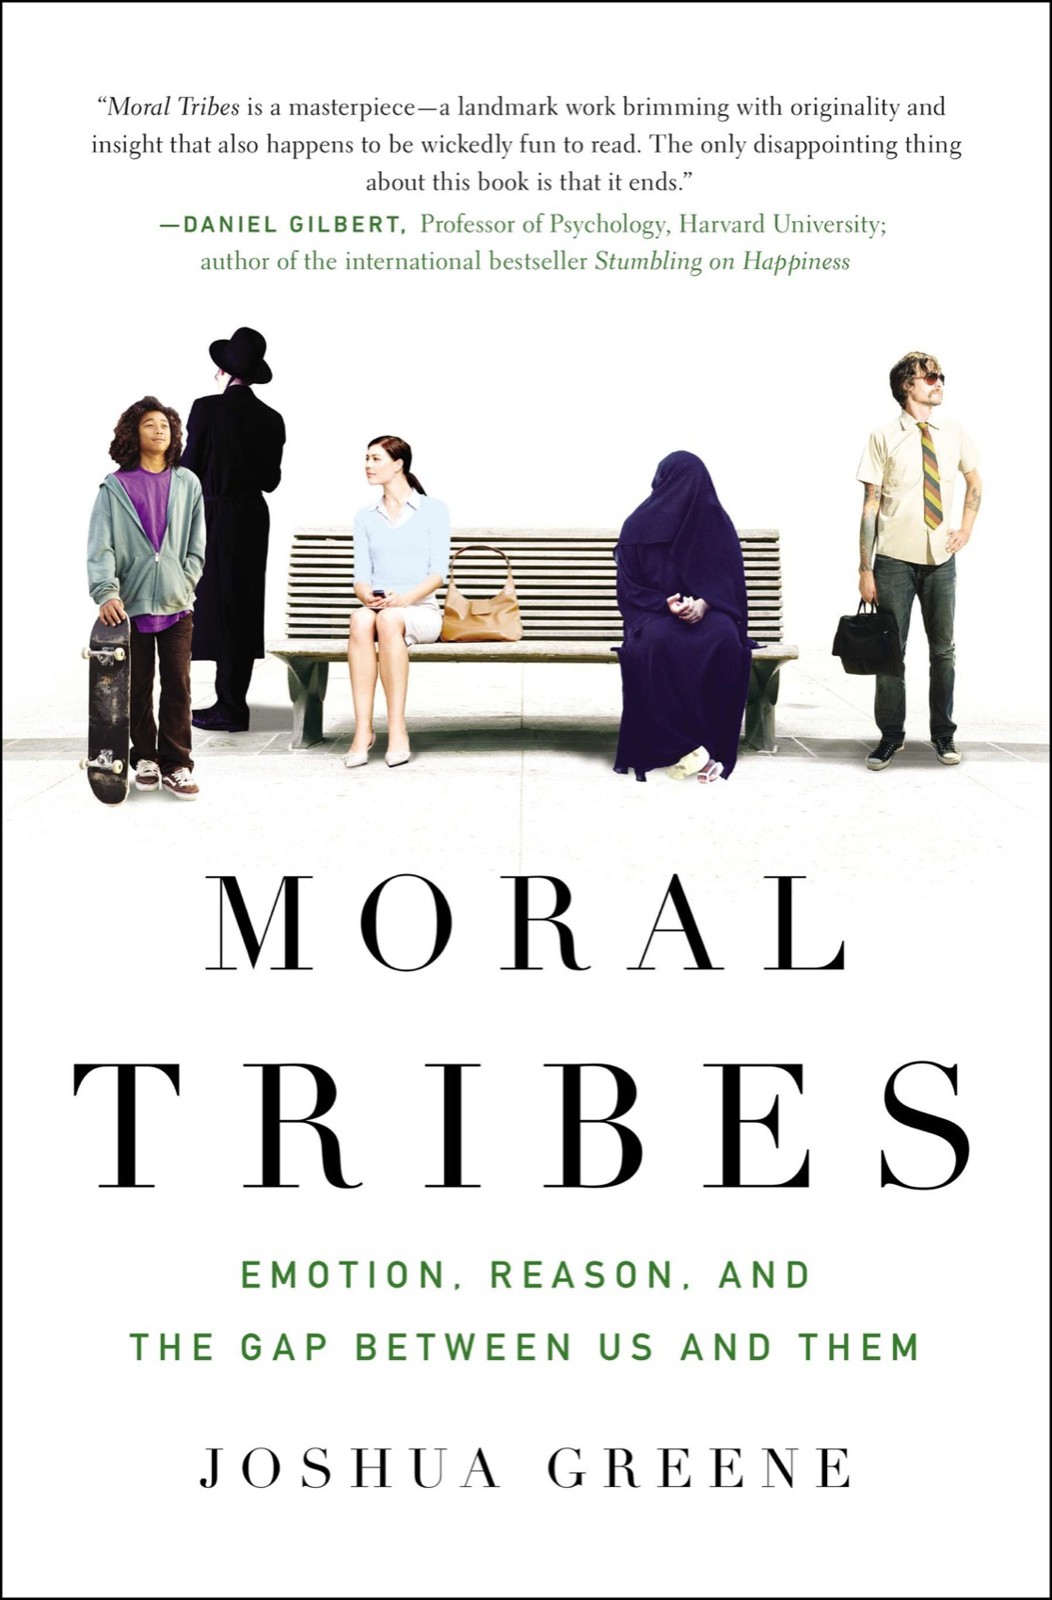 “Moral Tribes is a masterpiece—a landmark work brimming with originality and
insight that also happens to be wickedly fun to read. The only disappointing thing
about this book is that it ends.”
—DANIEL GILBERT, Professor of Psychology, Harvard University;
author of the international bestseller Stumbling on Happiness
MORAL
TRIBES
EMOTION, REASON, AND
THE GAP BETWEEN US AND THEM
JOSHUA GREENE